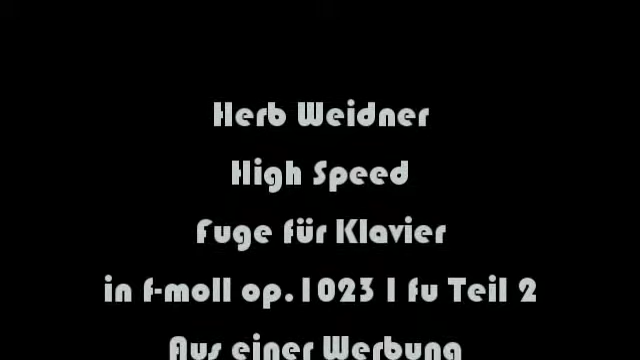 Herb Weidner
High Speed
Fuge für Klavier
in f-moll op.1023 I fu Teil 2
Aus einer Werbung